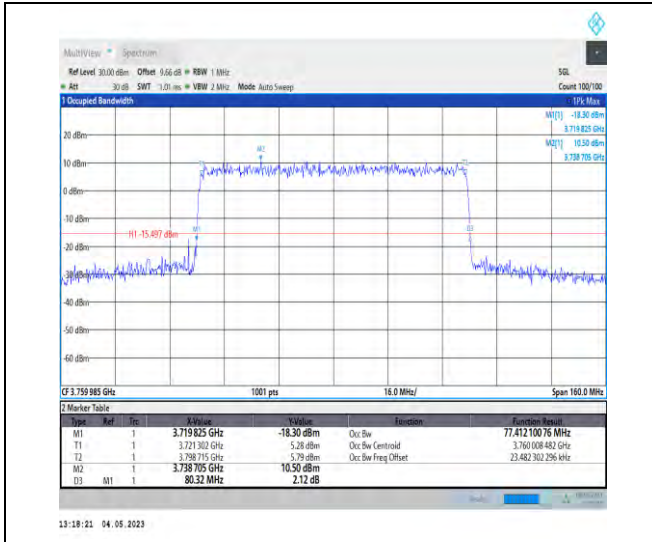 MultiView Spectrum
Ref Level 30.00 dBm Offset 9.66 dB RBW 1 MHz SGL
Att 30 dB SWT 1.01 ms VBW 2 MHz Mode Auto Sweep Count 100/100
1 Occupied Bandwidth 1Pk Max
M1[1] -18.30 dBm
3.719 825 GHz
M2[1] 10.50 dBm
3.738 705 GHz
20 dBm
M2
10 dBm
0 dBm
-10 dBm
H1 -15.497 dBm
M1
D3
-20 dBm
-30 dBm
-40 dBm
-50 dBm
-60 dBm
CF 3.759 985 GHz 1001 pts 16.0 MHz/ Span 160.0 MHz
2 Marker Table
Type Ref Trc X-Value Y-Value Function Function Result
M1 1 3.719 825 GHz -18.30 dBm Occ Bw 77.412 100 76 MHz
T1 1 3.721 302 GHz 5.28 dBm Occ Bw Centroid 3.760 008 482 GHz
T2 1 3.798 715 GHz 5.79 dBm Occ Bw Freq Offset 23.482 302 296 kHz
M2 1 3.738 705 GHz 10.50 dBm
D3 M1 1 80.32 MHz 2.12 dB
13:18:21 04.05.2023